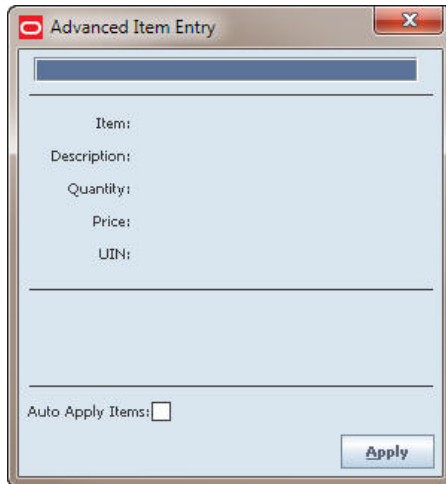 Advanced Item Entry
Item:
Description:
Quantity:
Price:
UIN:
Auto Apply Items:
Apply